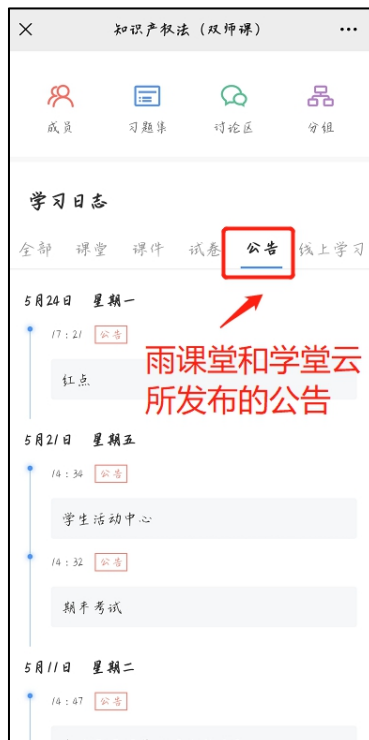 知识产权法（双师课）
成员 习题集 讨论区 分组
学习日志
全部 课堂 课件 试卷 公告 线上学习
5月24日 星期一
17:21 公告
红点
雨课堂和学堂云
所发布的公告
5月21日 星期五
14:34 公告
学生活动中心
14:32 公告
期末考试
5月11日 星期二
14:47 公告